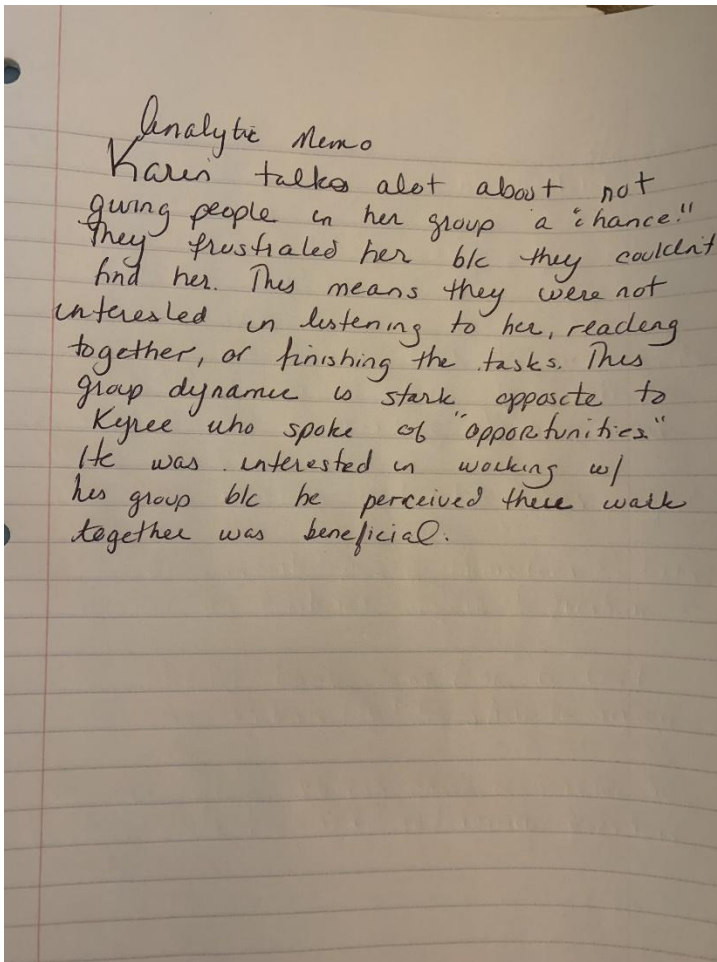 Analytic Memo
Karen talks alot about not
giving people in her group a "chance."
They frustrated her b/c they couldn't
find her. This means they were not
interested in listening to her, reading
together, or finishing the tasks. This
group dynamic is stark opposite to
Kyree who spoke of "opportunities."
He was interested in working w/
his group b/c he perceived there walk
together was beneficial.